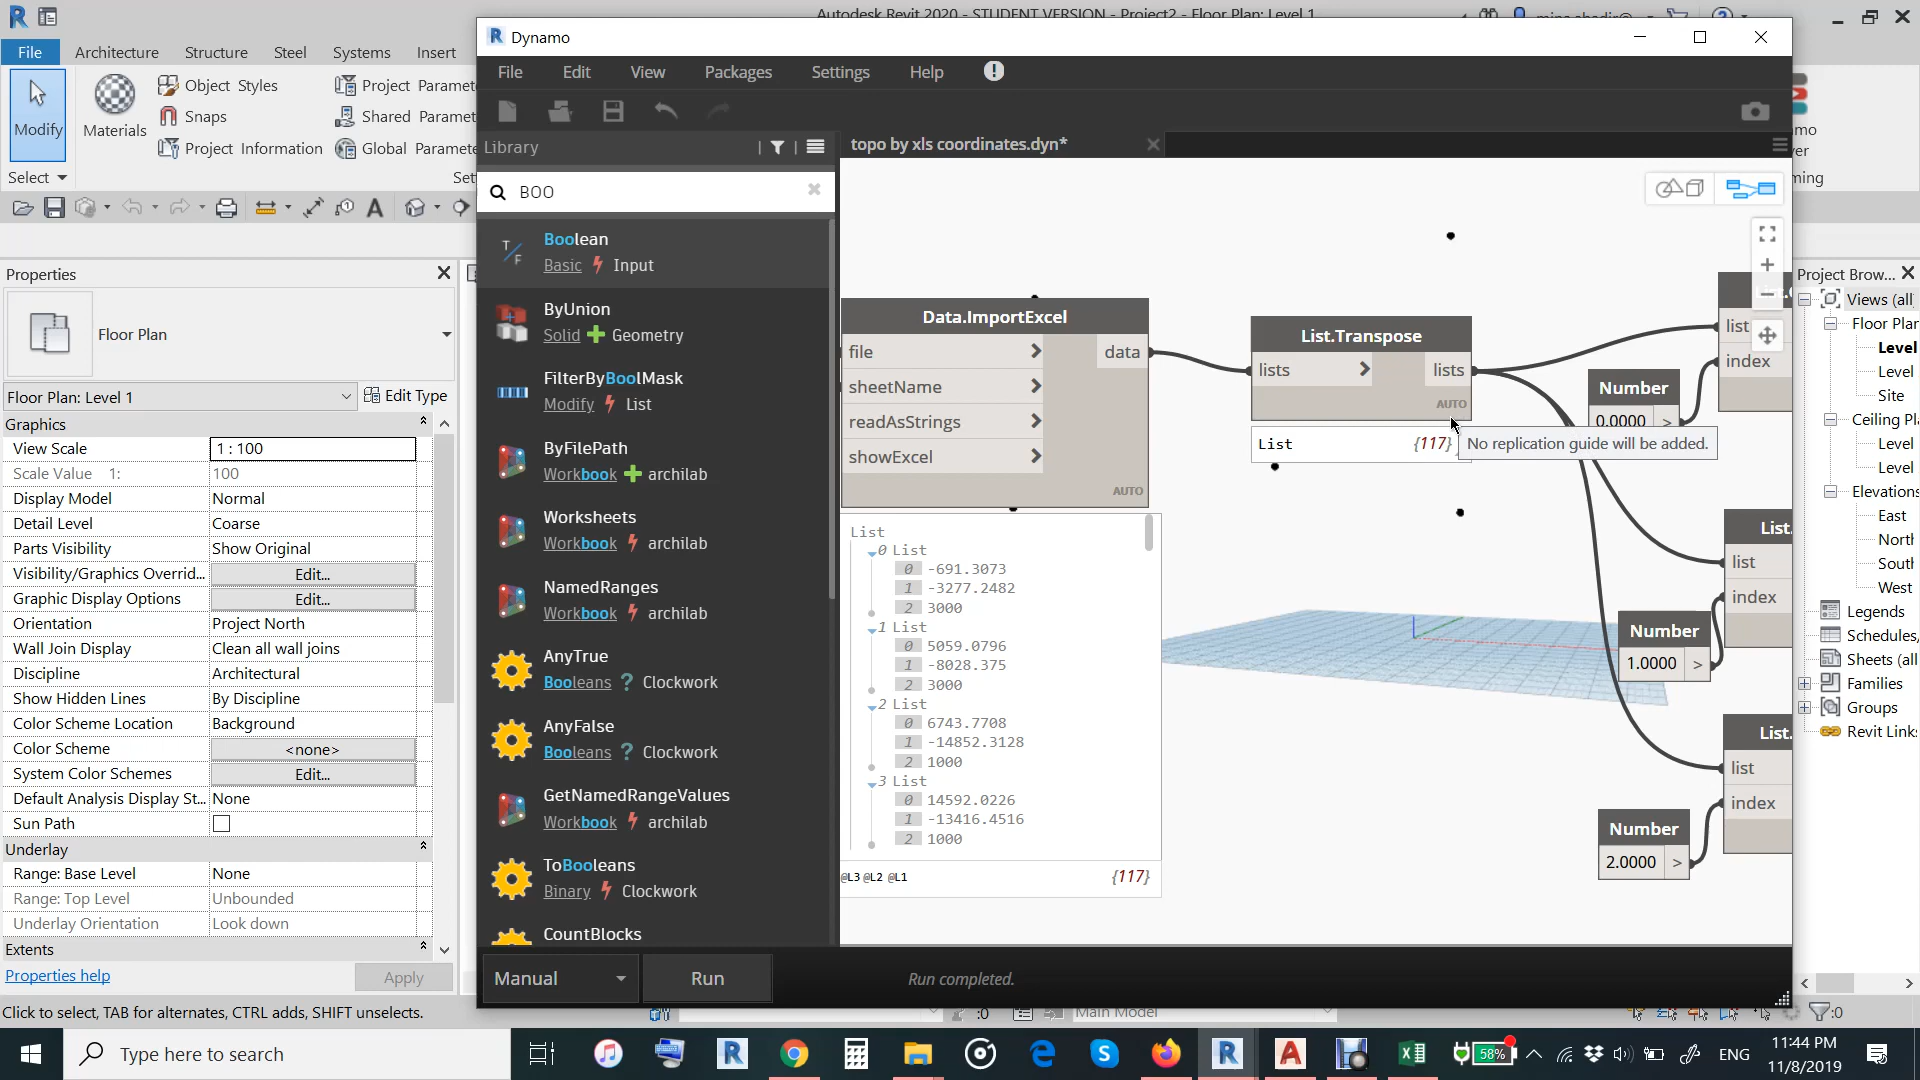 Autodesk Revit 2020 - STUDENT VERSION - Project2 - Floor Plan: Level 1
File
Architecture
Structure
Steel
Systems
Insert
Modify
Materials
Object Styles
Snaps
Project Information
Project Paramet
Shared Paramet
Global Paramete
Select
Set
Properties
Floor Plan
Floor Plan: Level 1
Edit Type
Graphics
View Scale 1 : 100
Scale Value 1: 100
Display Model Normal
Detail Level Coarse
Parts Visibility Show Original
Visibility/Graphics Overrid... Edit...
Graphic Display Options Edit...
Orientation Project North
Wall Join Display Clean all wall joins
Discipline Architectural
Show Hidden Lines By Discipline
Color Scheme Location Background
Color Scheme <none>
System Color Schemes Edit...
Default Analysis Display St... None
Sun Path
Underlay
Range: Base Level None
Range: Top Level Unbounded
Underlay Orientation Look down
Extents
Properties help
Apply
Click to select, TAB for alternates, CTRL adds, SHIFT unselects.
Dynamo
File Edit View Packages Settings Help
Library
topo by xls coordinates.dyn*
BOO
Boolean
Basic Input
ByUnion
Solid Geometry
FilterByBoolMask
Modify List
ByFilePath
Workbook archilab
Worksheets
Workbook archilab
NamedRanges
Workbook archilab
AnyTrue
Booleans ? Clockwork
AnyFalse
Booleans ? Clockwork
GetNamedRangeValues
Workbook archilab
ToBooleans
Binary Clockwork
CountBlocks
Data.ImportExcel
file > data
sheetName >
readAsStrings >
showExcel >
AUTO
List
0 List
0 -691.3073
1 -3277.2482
2 3000
1 List
0 5059.0796
1 -8028.375
2 3000
2 List
0 6743.7708
1 -14852.3128
2 1000
3 List
0 14592.0226
1 -13416.4516
2 1000
@L3 @L2 @L1 {117}
List.Transpose
lists > lists
AUTO
List {117}
No replication guide will be added.
Number
0.0000 >
list
index
Number
1.0000 >
List.
list
index
Number
2.0000 >
List.
list
index
Manual
Run
Run completed.
Project Brow...
Views (all
Floor Plar
Level
Level
Site
Ceiling Pl
Level
Level
Elevations
East
North
South
West
Legends
Schedules,
Sheets (all
Families
Groups
Revit Links
:0
Main Model
:0
Type here to search
58%
ENG
11:44 PM
11/8/2019